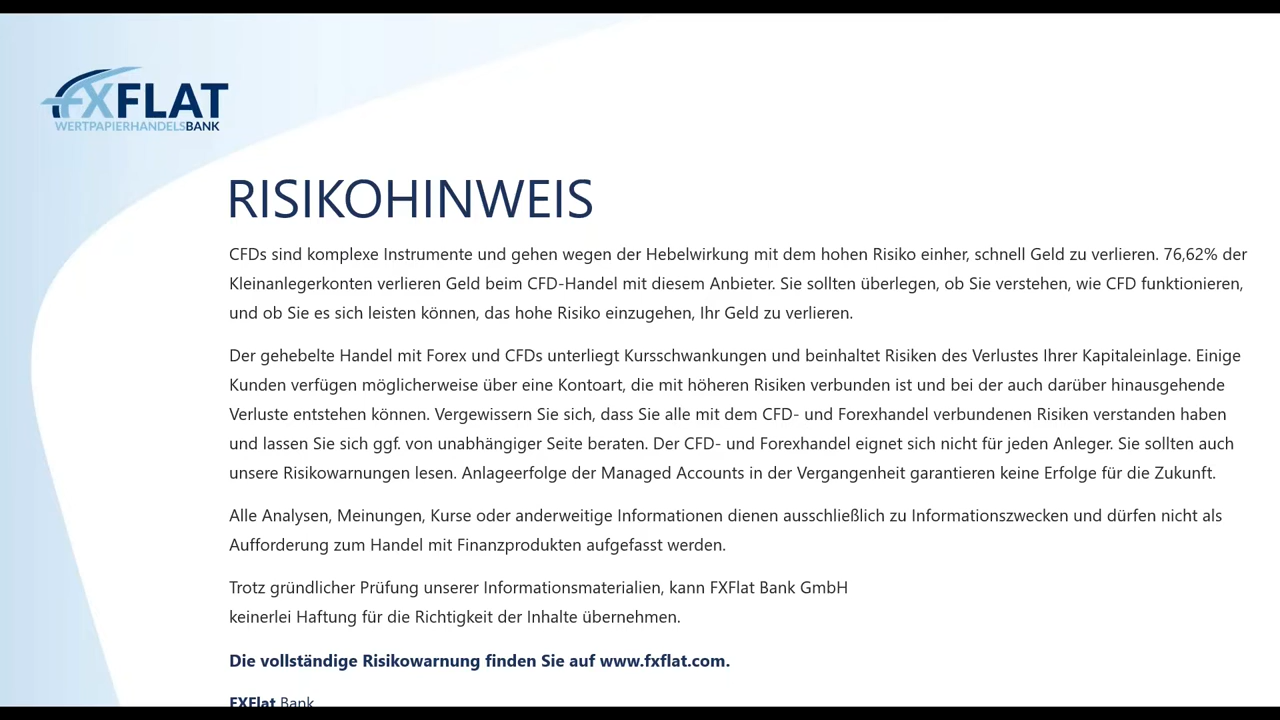 FXFLAT
WERTPAPIERHANDELSBANK
RISIKOHINWEIS
CFDs sind komplexe Instrumente und gehen wegen der Hebelwirkung mit dem hohen Risiko einher, schnell Geld zu verlieren. 76,62% der
Kleinanlegerkonten verlieren Geld beim CFD-Handel mit diesem Anbieter. Sie sollten überlegen, ob Sie verstehen, wie CFD funktionieren,
und ob Sie es sich leisten können, das hohe Risiko einzugehen, Ihr Geld zu verlieren.
Der gehebelte Handel mit Forex und CFDs unterliegt Kursschwankungen und beinhaltet Risiken des Verlustes Ihrer Kapitaleinlage. Einige
Kunden verfügen möglicherweise über eine Kontoart, die mit höheren Risiken verbunden ist und bei der auch darüber hinausgehende
Verluste entstehen können. Vergewissern Sie sich, dass Sie alle mit dem CFD- und Forexhandel verbundenen Risiken verstanden haben
und lassen Sie sich ggf. von unabhängiger Seite beraten. Der CFD- und Forexhandel eignet sich nicht für jeden Anleger. Sie sollten auch
unsere Risikowarnungen lesen. Anlageerfolge der Managed Accounts in der Vergangenheit garantieren keine Erfolge für die Zukunft.
Alle Analysen, Meinungen, Kurse oder anderweitige Informationen dienen ausschließlich zu Informationszwecken und dürfen nicht als
Aufforderung zum Handel mit Finanzprodukten aufgefasst werden.
Trotz gründlicher Prüfung unserer Informationsmaterialien, kann FXFlat Bank GmbH
keinerlei Haftung für die Richtigkeit der Inhalte übernehmen.
Die vollständige Risikowarnung finden Sie auf www.fxflat.com.
FXFlat Bank